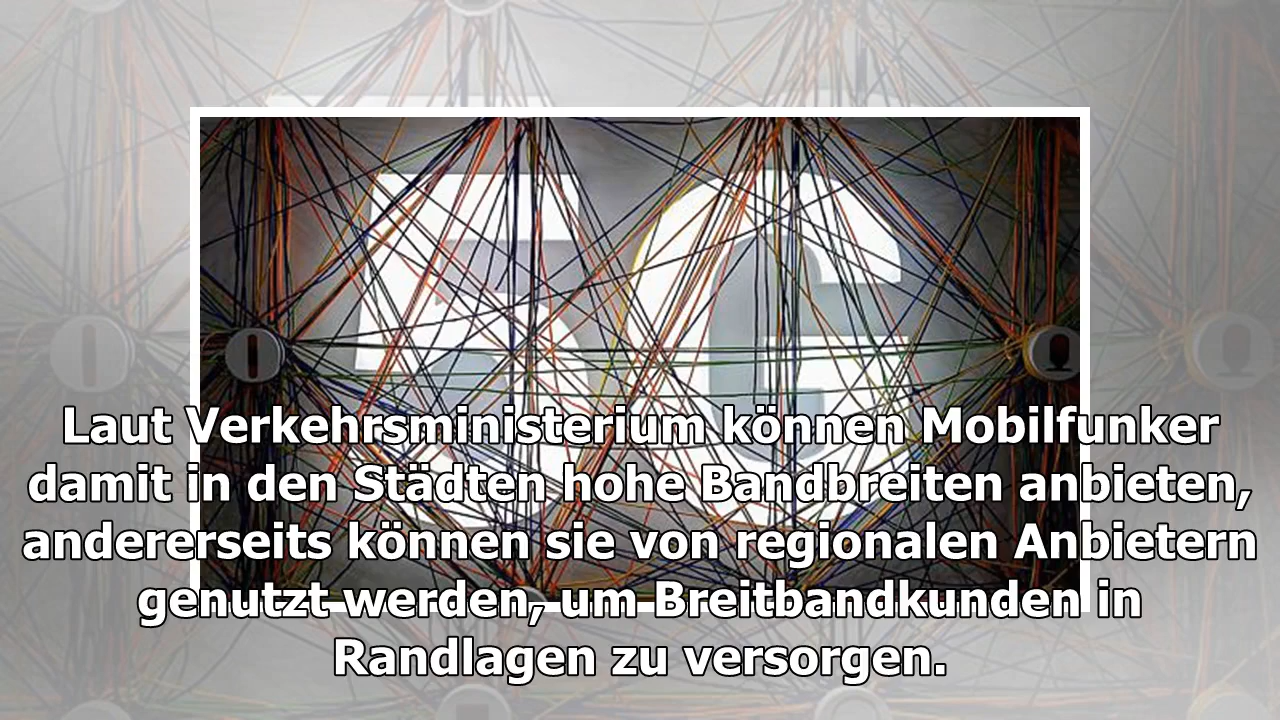 5G
Laut Verkehrsministerium können Mobilfunker
damit in den Städten hohe Bandbreiten anbieten,
andererseits können sie von regionalen Anbietern
genutzt werden, um Breitbandkunden in
Randlagen zu versorgen.